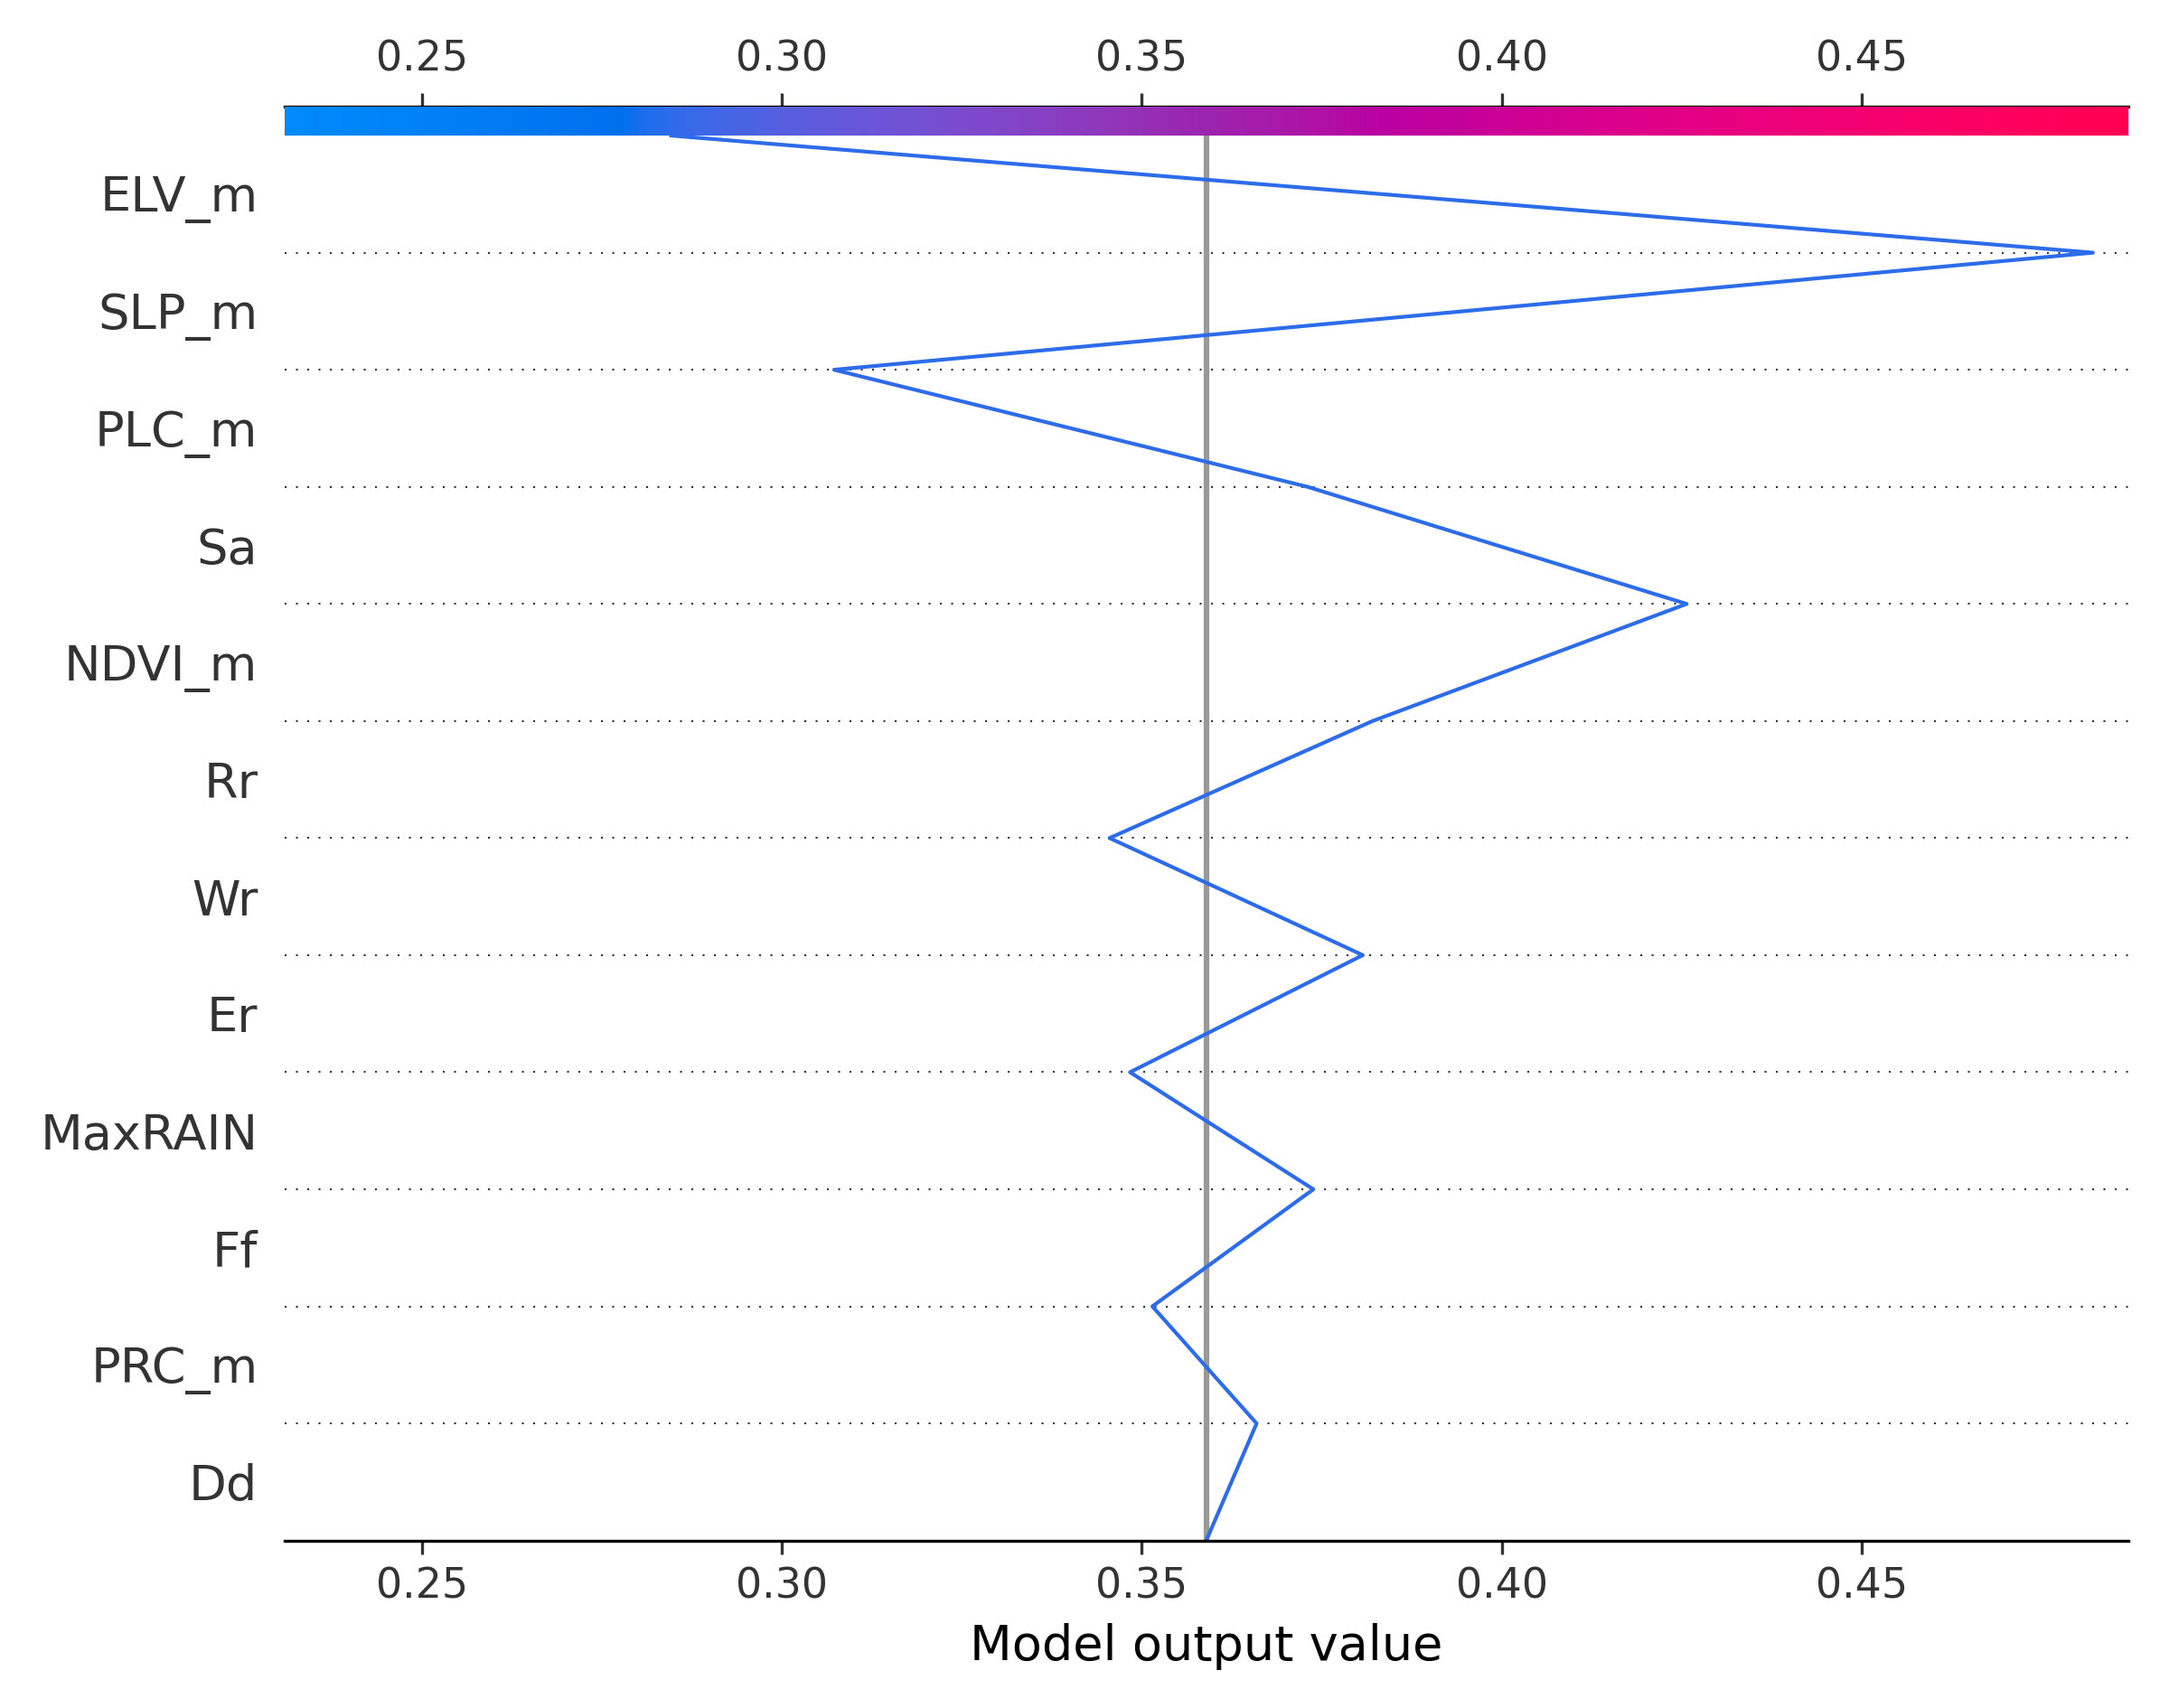 0.25 0.30 0.35 0.40 0.45
ELV_m
SLP_m
PLC_m
Sa
NDVI_m
Rr
Wr
Er
MaxRAIN
Ff
PRC_m
Dd
0.25 0.30 0.35 0.40 0.45
Model output value